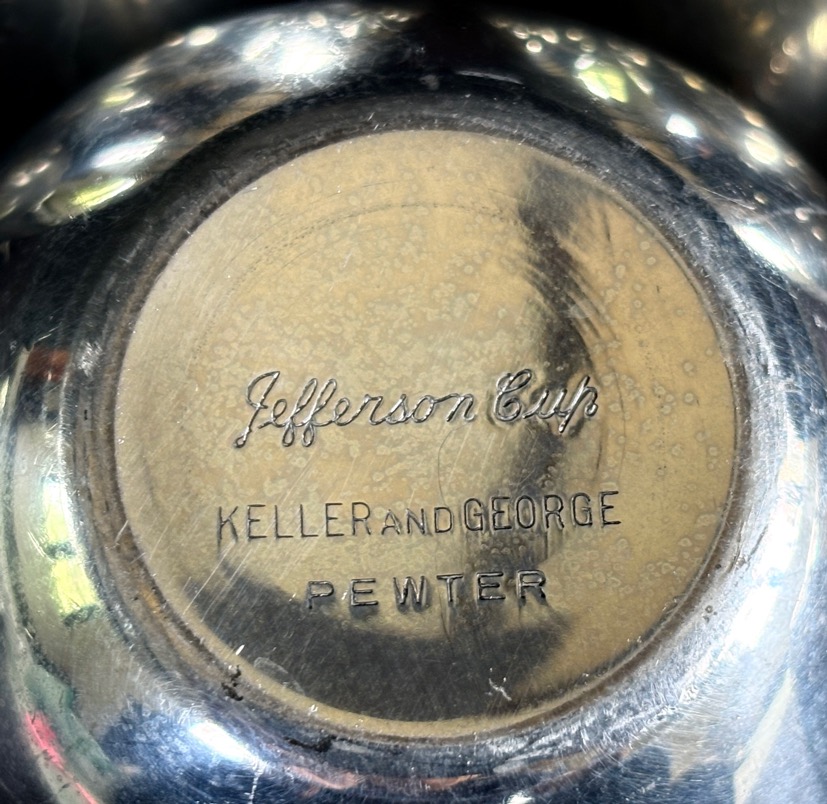 Jefferson Cup
KELLER AND GEORGE
PEWTER